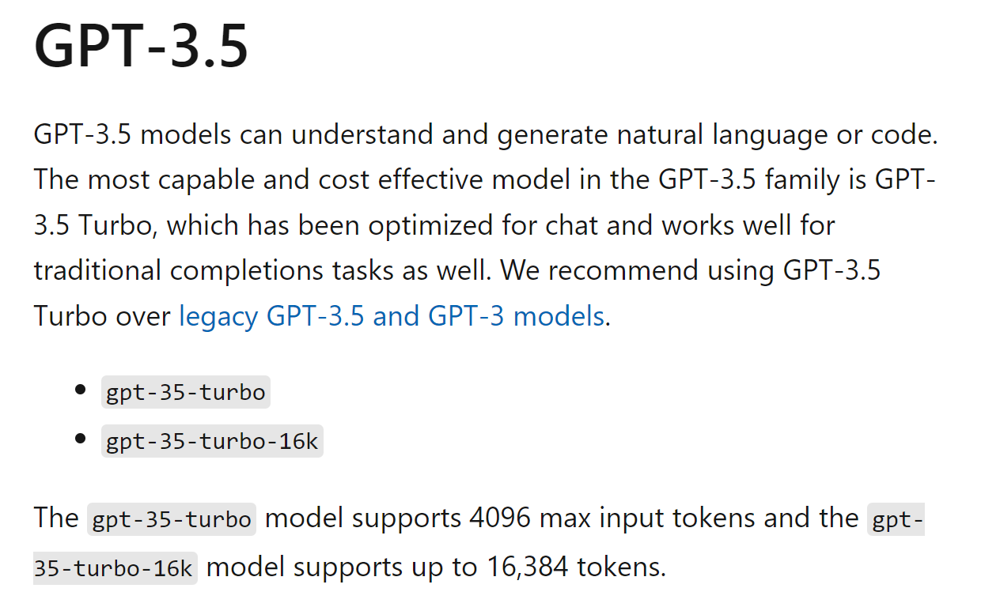 GPT-3.5
GPT-3.5 models can understand and generate natural language or code.
The most capable and cost effective model in the GPT-3.5 family is GPT-
3.5 Turbo, which has been optimized for chat and works well for
traditional completions tasks as well. We recommend using GPT-3.5
Turbo over legacy GPT-3.5 and GPT-3 models.
• gpt-35-turbo
• gpt-35-turbo-16k
The gpt-35-turbo model supports 4096 max input tokens and the gpt-
35-turbo-16k model supports up to 16,384 tokens.